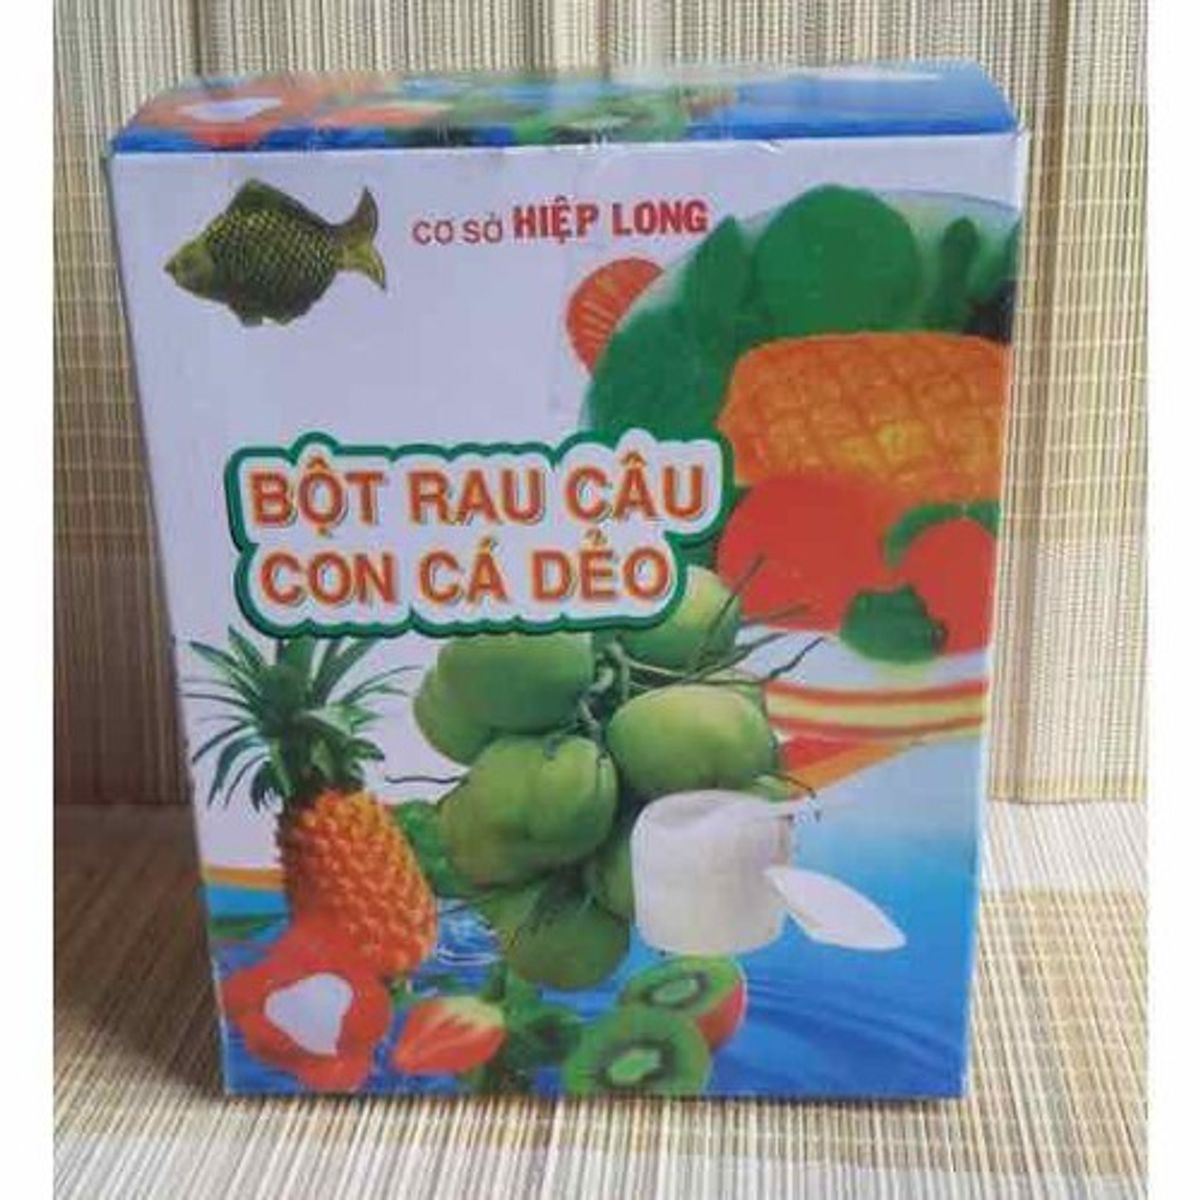 CƠ SỞ HIỆP LONG
BỘT RAU CÂU
CON CÁ DẺO